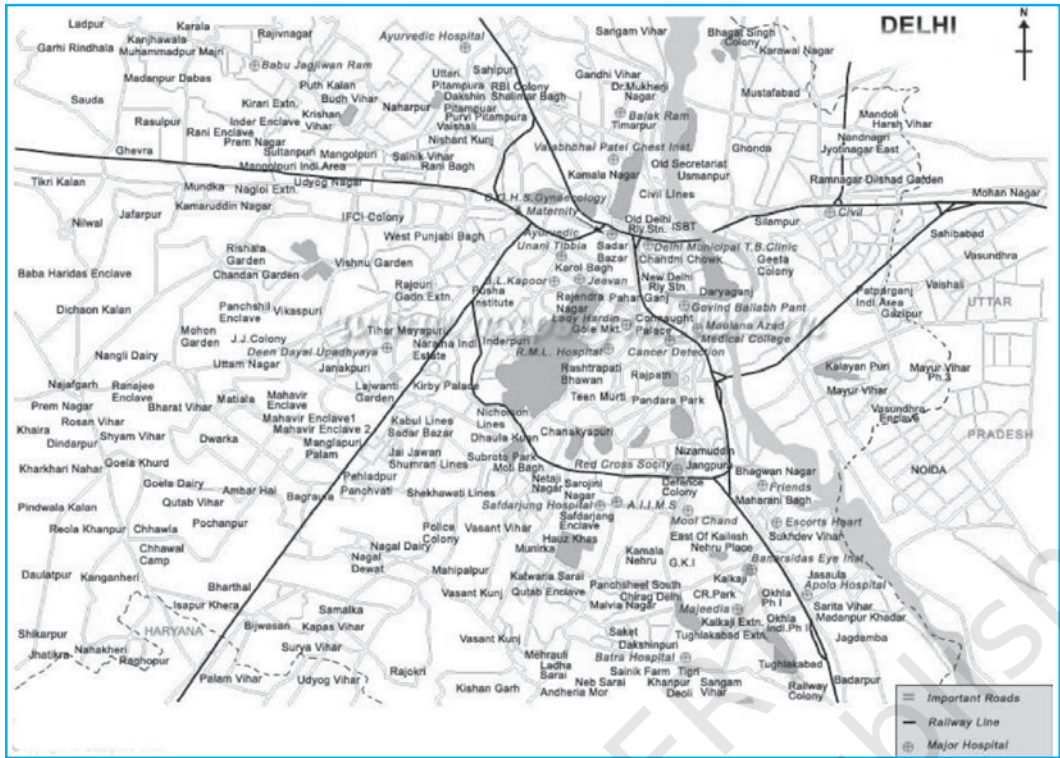 DELHI
N
Ladpur
Karala
Kanjhawala
Rajivnagar
Garhi Rindhala
Muhammadpur Majri
Ayurvedic Hospital
Sangam Vihar
Bhagat Singh
Colony
Karawal Nagar
Babu Jagjiwan Ram
Madanpur Dabas
Puth Kalan
Budh Vihar
Uttari
Pitampura
Sahipur
RBI Colony
Dakshin
Pitampuar
Shalimar Bagh
Purvi Pitampura
Vaishali
Nishant Kunj
Gandhi Vihar
Dr.Mukherji
Nagar
Mustafabad
Sauda
Kirari Extn.
Krishan
Vihar
Naharpur
Balak Ram
Timarpur
Mandoli
Harsh Vihar
Rasulpur
Inder Enclave
Rani Enclave
Prem Nagar
Valabhbhai Patel Chest Inst.
Ghonda
Nandnagri
Jyotinagar East
Ghevra
Sultanpuri
Mangolpuri
Mangolpuri Indl.Area
Sainik Vihar
Rani Bagh
Kamala Nagar
Old Secretariat
Usmanpur
Ramnagar
Dilshad Garden
Tikri Kalan
Mundka
Nagloi Extn.
Udyog Nagar
Civil Lines
Mohan Nagar
Jafarpur
Kamaruddin Nagar
IFCI-Colony
C.G.H.S.Gynaecology
& Maternity
Nilwal
West Punjabi Bagh
Ayurvedic
Unani Tibbia
Old Delhi
Rly.Stn.
ISBT
Silampur
Civil
Sahibabad
Sadar
Bazar
Delhi Municipal T.B.Clinic
Chandni Chowk
Geeta
Colony
Vasundhra
Rishala
Garden
Chandan Garden
Vishnu Garden
Baba Haridas Enclave
Karol Bagh
B.L.Kapoor
Jeevan
New Delhi
Rly Stn
Rajouri
Gadn Extn.
Pusha
Institute
Rajendra
Nagar
Pahar Ganj
Daryaganj
Patparganj
Indl.Area
Gazipur
Vaishali
UTTAR
Dichaon Kalan
Panchshil
Enclave
Vikaspuri
Govind Ballabh Pant
Mohon
Garden
J.J.Colony
Tihar
Mayapuri
Lady Hardin
Gole Mkt.
Connaught
Palace
Maulana Azad
Medical College
Nangli Dairy
Deen Dayal Upadhyaya
Naraina Indl
Estate
Inderpuri
R.M.L. Hospital
Cancer Detection
Uttam Nagar
Janakpuri
Rashtrapati
Bhawan
Rajpath
Kalayan Puri
Mayur Vihar
Ph.3
Najafgarh
Ranajee
Enclave
Lajwanti
Garden
Kirby Palace
Teen Murti
Pandara Park
Mayur Vihar
Prem Nagar
Bharat Vihar
Matiala
Mahavir
Enclave
Vasundhra
Enclave
Rosan Vihar
Khaira
Mahavir Enclave1
Mahavir Enclave 2
Kabul Lines
Sadar Bazar
Nicholson
Lines
PRADESH
Dindarpur
Shyam Vihar
Dwarka
Manglapuri
Palam
Dhaula Kuan
Chanakyapuri
Jai Jawan
Shumran Lines
Subroto Park
Moti Bagh
Nizamuddin
Kharkhari Nahar
Goela Khurd
Pehladpur
Panchvati
Red Cross Socity
Jangpura
Bhagwan Nagar
NOIDA
Goela Dairy
Ambar Hai
Bagraula
Shekhawati Lines
Netaji
Nagar
Sarojini
Nagar
Defence
Colony
Friends
Pindwala Kalan
Qutab Vihar
Safdarjung Hospital
A.I.I.M.S
Maharani Bagh
Reola Khanpur
Chhawla
Pochanpur
Police
Colony
Vasant Vihar
Safdarjang
Enclave
Hauz Khas
Mool Chand
Escorts Heart
East Of Kailash
Sukhdev Vihar
Chhawal
Camp
Nagal Dairy
Nagal
Dewat
Munirka
Kamala
Nehru
Nehru Place
G.K.I
Banarsidas Eye Inst
Daulatpur
Kanganheri
Mahipalpur
Katwaria Sarai
Kalkaji
Jasaula
Apolo Hospital
Bharthal
Vasant Kunj
Qutab Enclave
Panchsheel South
Chirag Delhi
CR.Park
Okhla
Ph I
Isapur Khera
Samalka
Malvia Nagar
Majeedia
Sarita Vihar
Madanpur Khadar
Kalkaji Extn.
Okhla
Indl.Ph II
Shikarpur
HARYANA
Bijwasan
Kapas Vihar
Vasant Kunj
Saket
Dakshinpuri
Tughlakabad Extn.
Jagdamba
Jhatikra
Nahakheri
Raghopur
Surya Vihar
Mehrauli
Ladha
Sarai
Batra Hospital
Tughlakabad
Palam Vihar
Udyog Vihar
Rajokri
Sainik Farm
Tigri
Badarpur
Kishan Garh
Neb Sarai
Andheria Mor
Khanpur
Deoli
Sangam
Vihar
Railway
Colony
Important Roads
Railway Line
Major Hospital